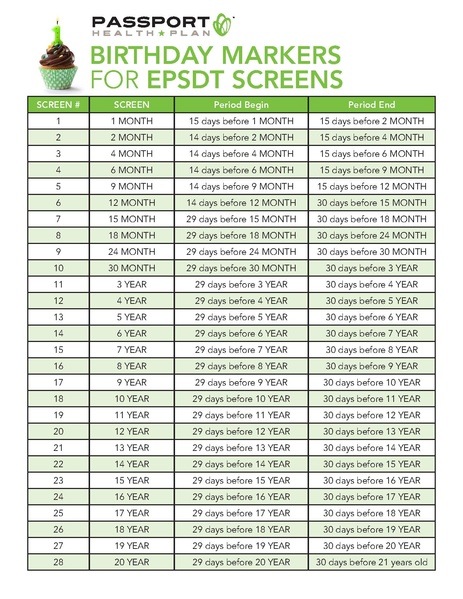 PASSPORT
HEALTH★PLAN
BIRTHDAY MARKERS
FOR EPSDT SCREENS
SCREEN # SCREEN Period Begin Period End
1 1 MONTH 15 days before 1 MONTH 15 days before 2 MONTH
2 2 MONTH 14 days before 2 MONTH 15 days before 4 MONTH
3 4 MONTH 14 days before 4 MONTH 15 days before 6 MONTH
4 6 MONTH 14 days before 6 MONTH 15 days before 9 MONTH
5 9 MONTH 14 days before 9 MONTH 15 days before 12 MONTH
6 12 MONTH 14 days before 12 MONTH 30 days before 15 MONTH
7 15 MONTH 29 days before 15 MONTH 30 days before 18 MONTH
8 18 MONTH 29 days before 18 MONTH 30 days before 24 MONTH
9 24 MONTH 29 days before 24 MONTH 30 days before 30 MONTH
10 30 MONTH 29 days before 30 MONTH 30 days before 3 YEAR
11 3 YEAR 29 days before 3 YEAR 30 days before 4 YEAR
12 4 YEAR 29 days before 4 YEAR 30 days before 5 YEAR
13 5 YEAR 29 days before 5 YEAR 30 days before 6 YEAR
14 6 YEAR 29 days before 6 YEAR 30 days before 7 YEAR
15 7 YEAR 29 days before 7 YEAR 30 days before 8 YEAR
16 8 YEAR 29 days before 8 YEAR 30 days before 9 YEAR
17 9 YEAR 29 days before 9 YEAR 30 days before 10 YEAR
18 10 YEAR 29 days before 10 YEAR 30 days before 11 YEAR
19 11 YEAR 29 days before 11 YEAR 30 days before 12 YEAR
20 12 YEAR 29 days before 12 YEAR 30 days before 13 YEAR
21 13 YEAR 29 days before 13 YEAR 30 days before 14 YEAR
22 14 YEAR 29 days before 14 YEAR 30 days before 15 YEAR
23 15 YEAR 29 days before 15 YEAR 30 days before 16 YEAR
24 16 YEAR 29 days before 16 YEAR 30 days before 17 YEAR
25 17 YEAR 29 days before 17 YEAR 30 days before 18 YEAR
26 18 YEAR 29 days before 18 YEAR 30 days before 19 YEAR
27 19 YEAR 29 days before 19 YEAR 30 days before 20 YEAR
28 20 YEAR 29 days before 20 YEAR 30 days before 21 years old